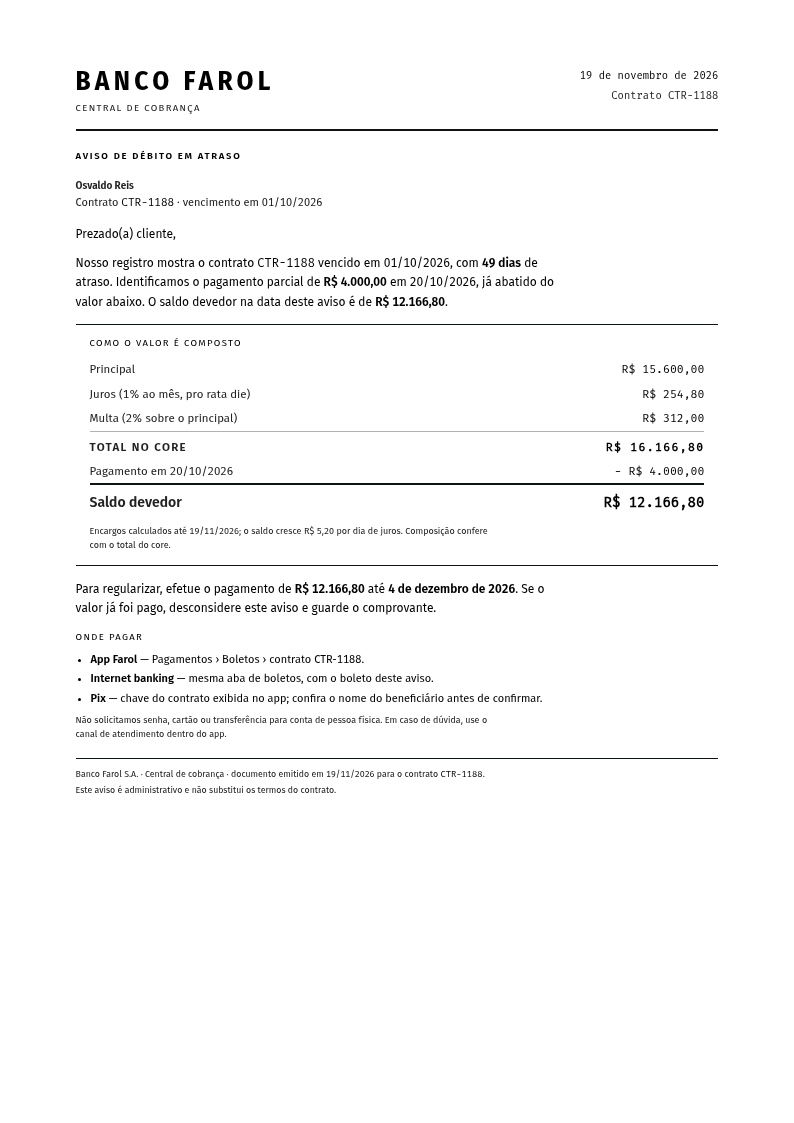 BANCO FAROL
CENTRAL DE COBRANÇA
19 de novembro de 2026
Contrato CTR-1188
AVISO DE DÉBITO EM ATRASO
Osvaldo Reis
Contrato CTR-1188 · vencimento em 01/10/2026
Prezado(a) cliente,
Nosso registro mostra o contrato CTR-1188 vencido em 01/10/2026, com 49 dias de
atraso. Identificamos o pagamento parcial de R$ 4.000,00 em 20/10/2026, já abatido do
valor abaixo. O saldo devedor na data deste aviso é de R$ 12.166,80.
COMO O VALOR É COMPOSTO
Principal R$ 15.600,00
Juros (1% ao mês, pro rata die) R$ 254,80
Multa (2% sobre o principal) R$ 312,00
TOTAL NO CORE R$ 16.166,80
Pagamento em 20/10/2026 − R$ 4.000,00
Saldo devedor R$ 12.166,80
Encargos calculados até 19/11/2026; o saldo cresce R$ 5,20 por dia de juros. Composição confere
com o total do core.
Para regularizar, efetue o pagamento de R$ 12.166,80 até 4 de dezembro de 2026. Se o
valor já foi pago, desconsidere este aviso e guarde o comprovante.
ONDE PAGAR
• App Farol — Pagamentos › Boletos › contrato CTR-1188.
• Internet banking — mesma aba de boletos, com o boleto deste aviso.
• Pix — chave do contrato exibida no app; confira o nome do beneficiário antes de confirmar.
Não solicitamos senha, cartão ou transferência para conta de pessoa física. Em caso de dúvida, use o
canal de atendimento dentro do app.
Banco Farol S.A. · Central de cobrança · documento emitido em 19/11/2026 para o contrato CTR-1188.
Este aviso é administrativo e não substitui os termos do contrato.